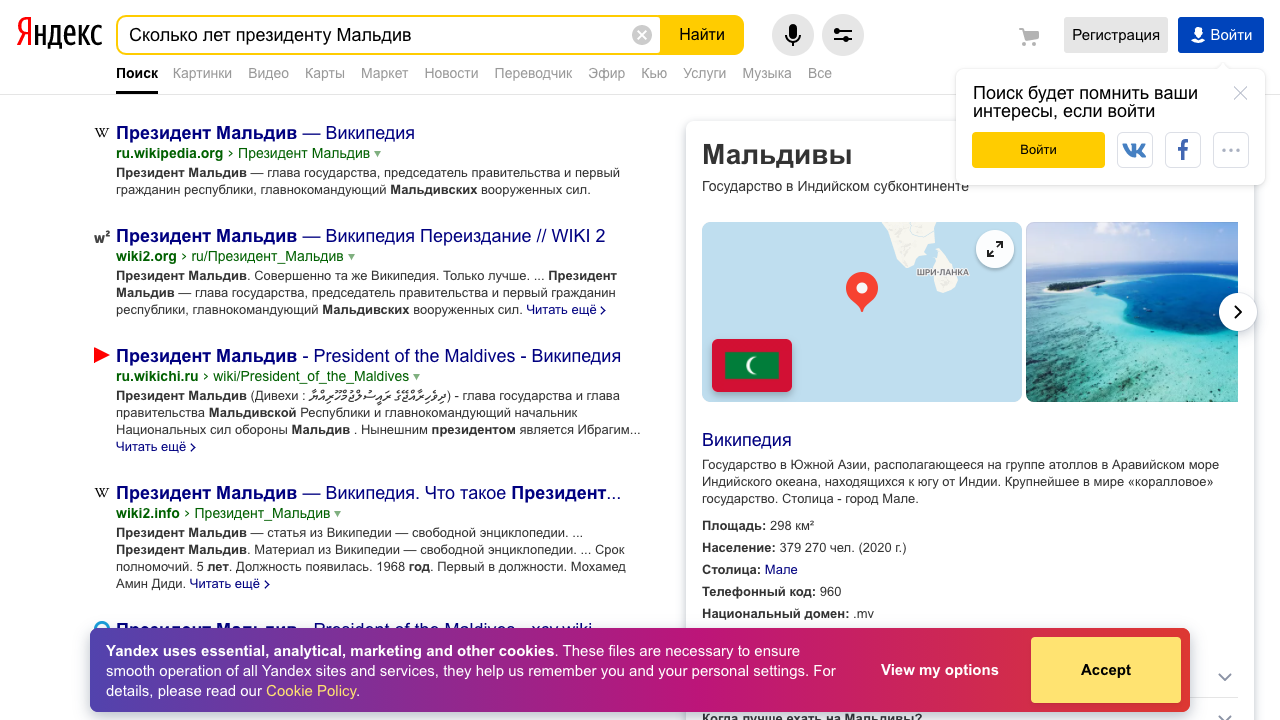 Яндекс
Сколько лет президенту Мальдив
Найти
Регистрация
Войти
Поиск Картинки Видео Карты Маркет Новости Переводчик Эфир Кью Услуги Музыка Все
Поиск будет помнить ваши
интересы, если войти
Войти
Президент Мальдив — Википедия
ru.wikipedia.org › Президент Мальдив
Президент Мальдив — глава государства, председатель правительства и первый
гражданин республики, главнокомандующий Мальдивских вооруженных сил.
Президент Мальдив — Википедия Переиздание // WIKI 2
wiki2.org › ru/Президент_Мальдив
Президент Мальдив. Совершенно та же Википедия. Только лучше. ... Президент
Мальдив — глава государства, председатель правительства и первый гражданин
республики, главнокомандующий Мальдивских вооруженных сил. Читать ещё ›
Президент Мальдив - President of the Maldives - Википедия
ru.wikichi.ru › wiki/President_of_the_Maldives
Президент Мальдив (Дивехи : ) - глава государства и глава
правительства Мальдивской Республики и главнокомандующий начальник
Национальных сил обороны Мальдив . Нынешним президентом является Ибрагим...
Читать ещё ›
Президент Мальдив — Википедия. Что такое Президент...
wiki2.info › Президент_Мальдив
Президент Мальдив — статья из Википедии — свободной энциклопедии. ...
Президент Мальдив. Материал из Википедии — свободной энциклопедии. ... Срок
полномочий. 5 лет. Должность появилась. 1968 год. Первый в должности. Мохамед
Амин Диди. Читать ещё ›
Президент Мальдив - President of the Maldives - xcv.wiki
Мальдивы
Государство в Индийском субконтиненте
ШРИ-ЛАНКА
Википедия
Государство в Южной Азии, располагающееся на группе атоллов в Аравийском море
Индийского океана, находящихся к югу от Индии. Крупнейшее в мире «коралловое»
государство. Столица - город Мале.
Площадь: 298 км²
Население: 379 270 чел. (2020 г.)
Столица: Мале
Телефонный код: 960
Национальный домен: .mv
Когда лучше ехать на Мальдивы?
Yandex uses essential, analytical, marketing and other cookies. These files are necessary to ensure
smooth operation of all Yandex sites and services, they help us remember you and your personal settings. For
details, please read our Cookie Policy.
View my options
Accept